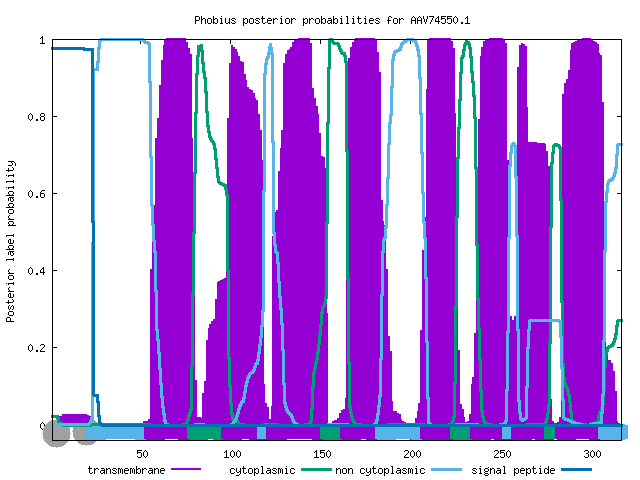 Phobius posterior probabilities for AAV74550.1
1
0.8
0.6
0.4
0.2
0
Posterior label probability
50 100 150 200 250 300
transmembrane cytoplasmic non cytoplasmic signal peptide